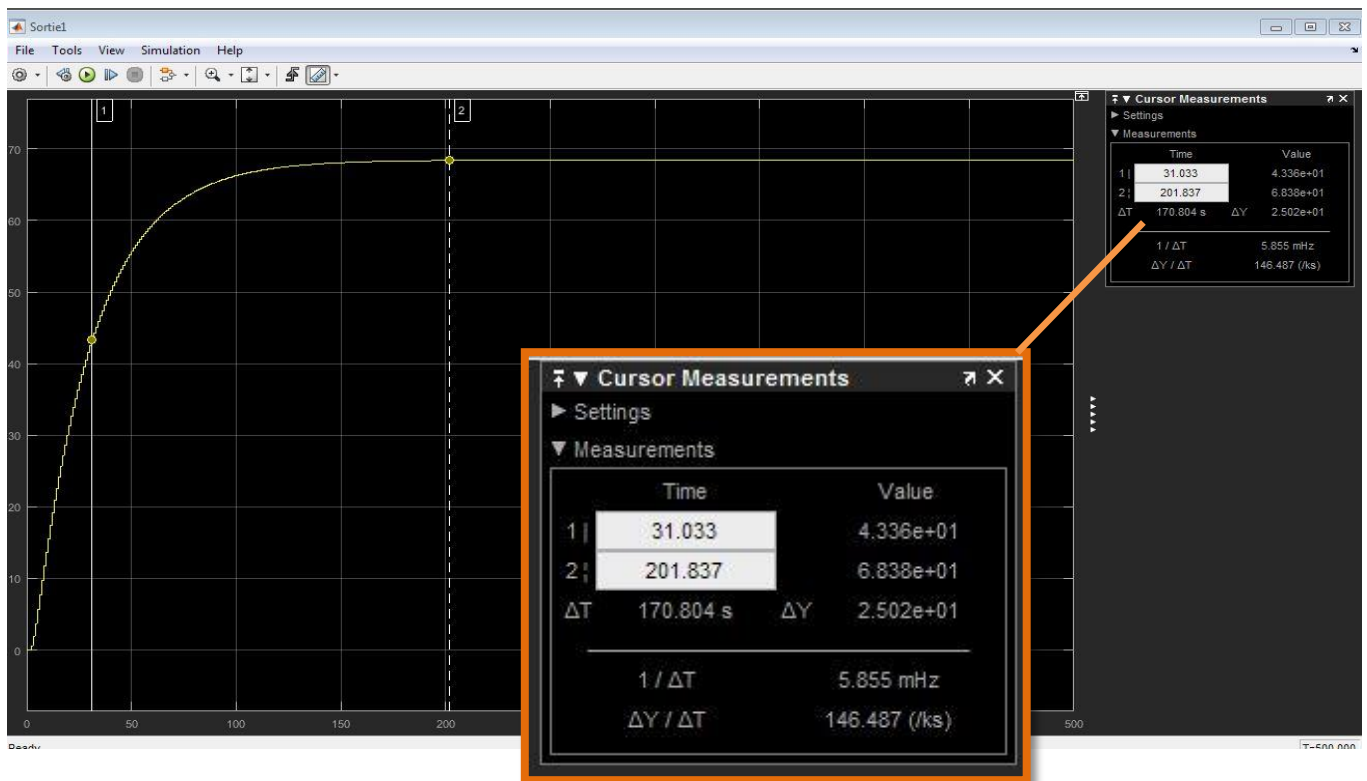 Sortie1
File Tools View Simulation Help
1
2
70
60
50
40
30
20
10
0
0 50 100 150 200 500
Cursor Measurements
Settings
Measurements
Time Value
1 31.033 4.336e+01
2 201.837 6.838e+01
ΔT 170.804 s ΔY 2.502e+01
1 / ΔT 5.855 mHz
ΔY / ΔT 146.487 (/ks)
Cursor Measurements
Settings
Measurements
Time Value
1 31.033 4.336e+01
2 201.837 6.838e+01
ΔT 170.804 s ΔY 2.502e+01
1 / ΔT 5.855 mHz
ΔY / ΔT 146.487 (/ks)
Ready T=500.000